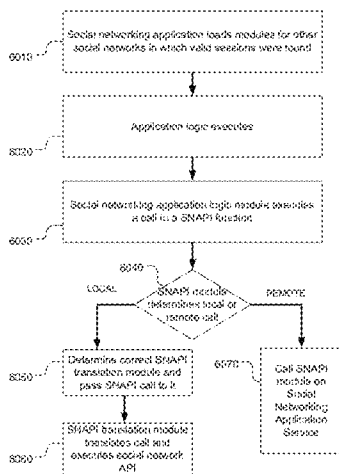 Social networking application loads modules for other
social networks in which valid sessions were found
6010
Application logic executes
6020
Social networking application logic module executes
a call in a SNAPI function
6030
6040
SNAPI module
determines local or
remote call
LOCAL
REMOTE
Determine correct SNAPI
translation module and
pass SNAPI call to it
6050
6070
Call SNAPI
module on
Social
Networking
Application
Service
SNAPI translation module
translates call and
executes social network
API
6060